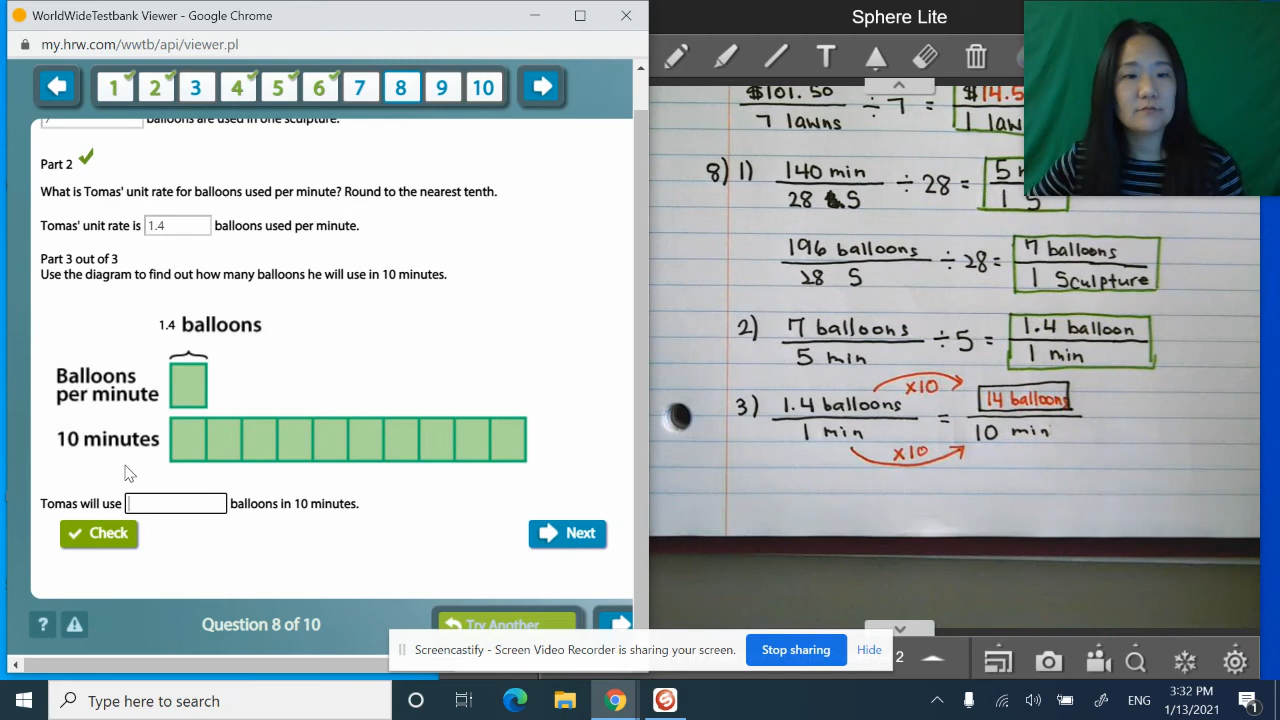 WorldWideTestbank Viewer - Google Chrome
my.hrw.com/wwtb/api/viewer.pl
1 2 3 4 5 6 7 8 9 10
balloons are used in one sculpture.
Part 2
What is Tomas' unit rate for balloons used per minute? Round to the nearest tenth.
Tomas' unit rate is 1.4 balloons used per minute.
Part 3 out of 3
Use the diagram to find out how many balloons he will use in 10 minutes.
1.4 balloons
Balloons
per minute
10 minutes
Tomas will use balloons in 10 minutes.
Check
Next
? Question 8 of 10
Try Another
Sphere Lite
T
$101.50 ÷ 7 = $14.5
7 lawns 1 law
8) 1) 140 min ÷ 28 = 5
28 S 1 S
196 balloons ÷ 28 = 7 balloons
28 S 1 Sculpture
2) 7 balloons ÷ 5 = 1.4 balloon
5 min 1 min
x10
3) 1.4 balloons = 14 balloons
1 min 10 min
x10
Screencastify - Screen Video Recorder is sharing your screen. Stop sharing Hide
2
Type here to search
ENG
3:32 PM
1/13/2021
1